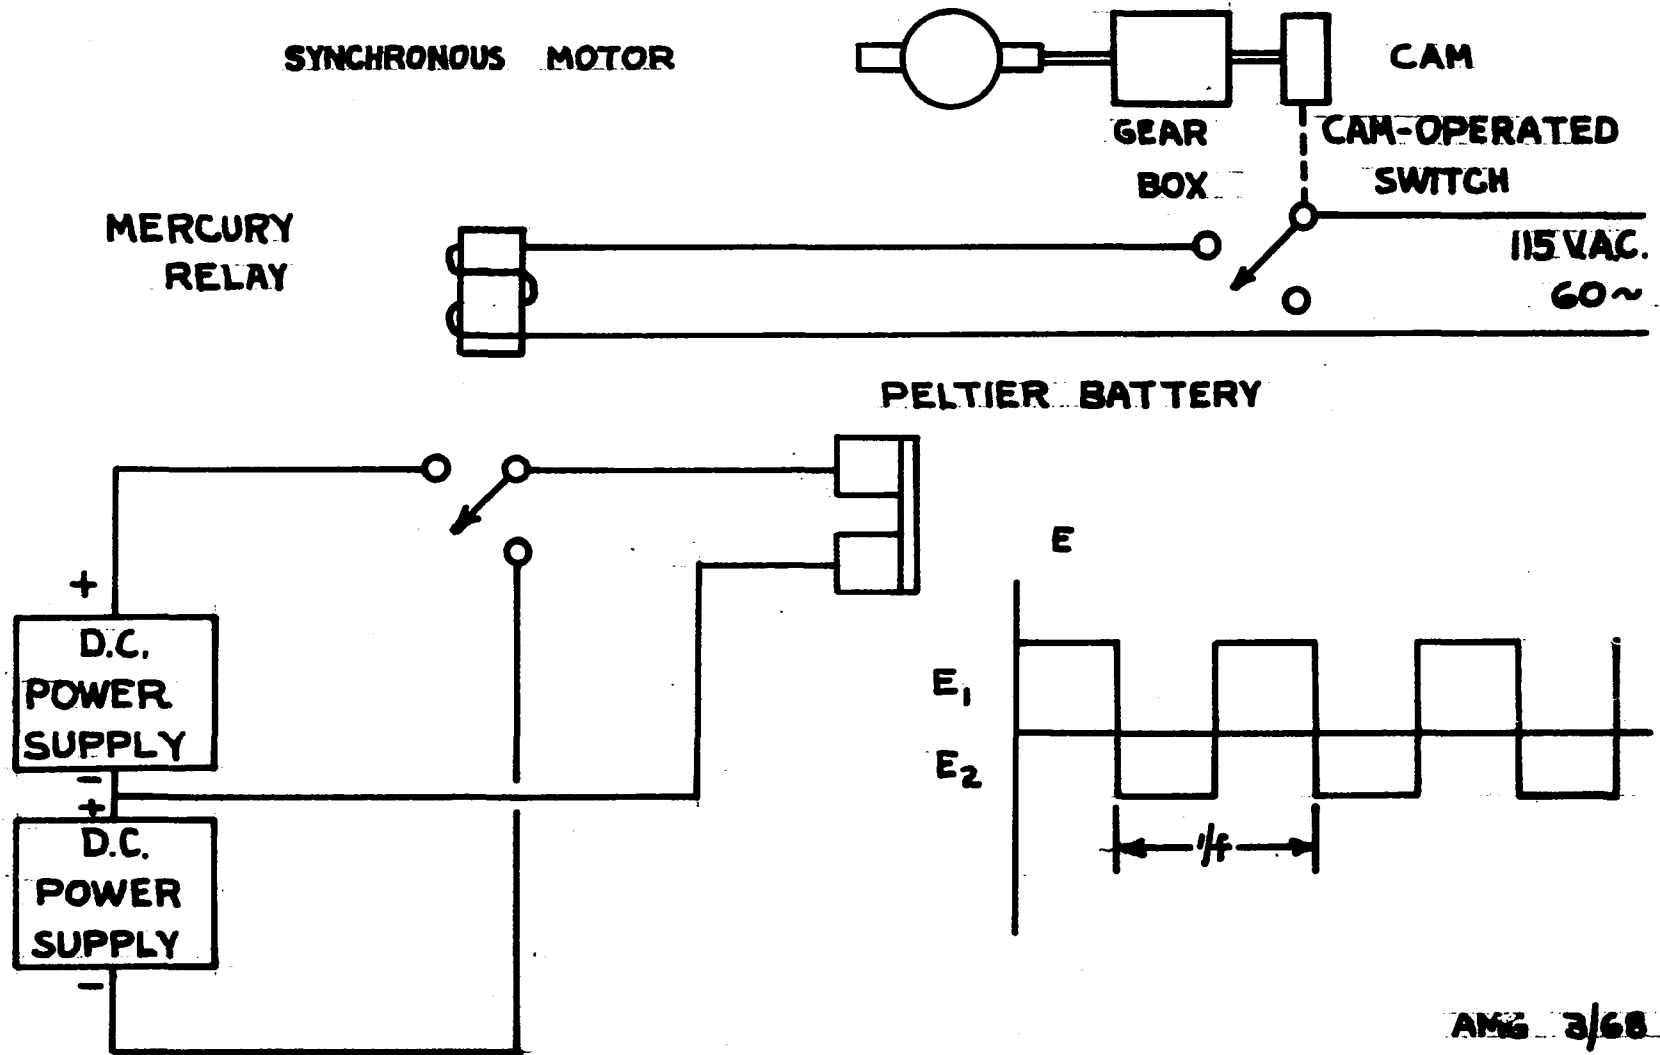 SYNCHRONOUS MOTOR
CAM
GEAR
BOX
CAM-OPERATED
SWITCH
MERCURY
RELAY
115 V.A.C.
60~
PELTIER BATTERY
+
D.C.
POWER
SUPPLY
-
+
D.C.
POWER
SUPPLY
-
E
E1
E2
1/f
AMG 3/68